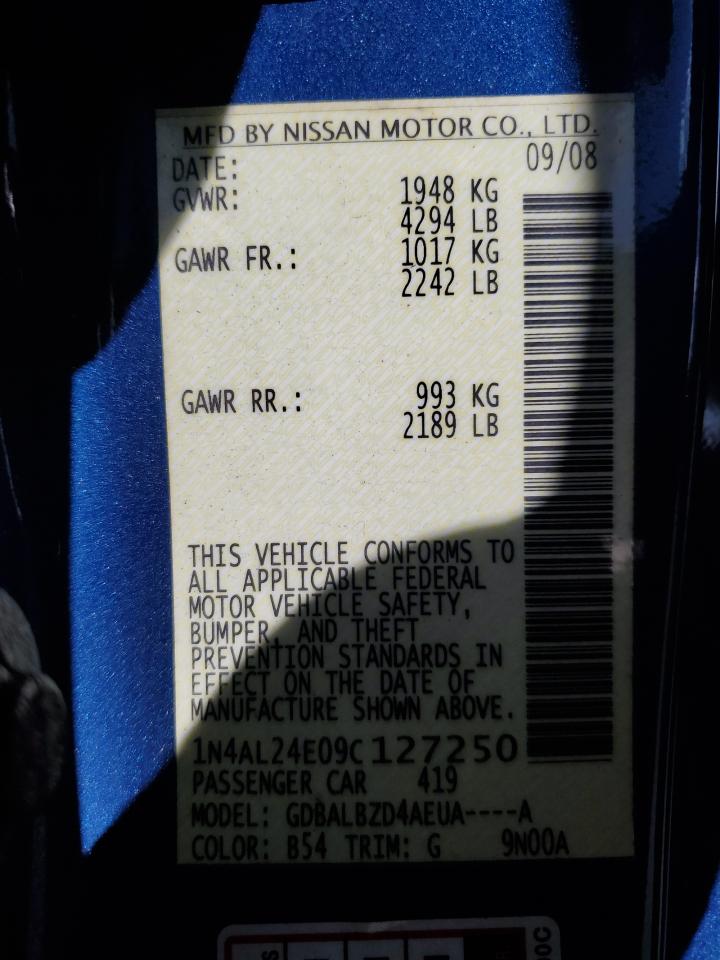 MFD BY NISSAN MOTOR CO., LTD.
DATE: 09/08
GVWR: 1948 KG
4294 LB
GAWR FR.: 1017 KG
2242 LB
GAWR RR.: 993 KG
2189 LB
THIS VEHICLE CONFORMS TO
ALL APPLICABLE FEDERAL
MOTOR VEHICLE SAFETY,
BUMPER, AND THEFT
PREVENTION STANDARDS IN
EFFECT ON THE DATE OF
MANUFACTURE SHOWN ABOVE.
1N4AL24E09C127250
PASSENGER CAR 419
MODEL: GDBALBZD4AEUA----A
COLOR: B54 TRIM: G 9N00A